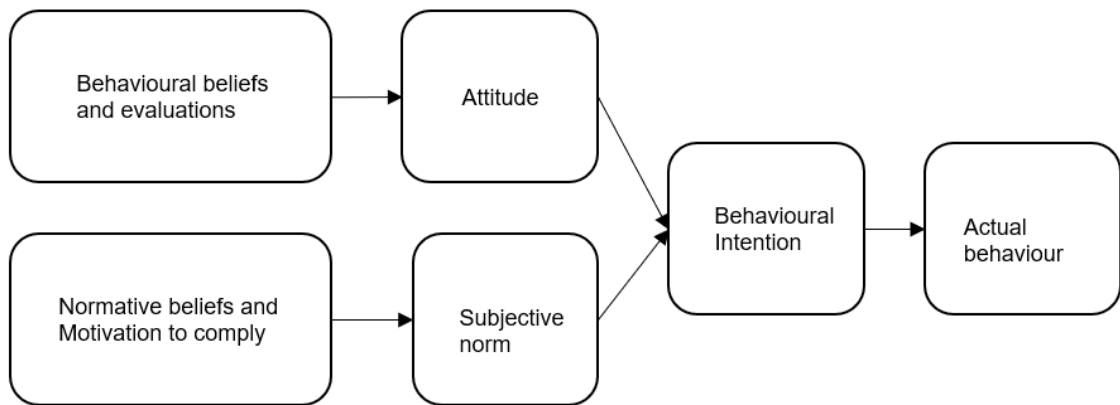 Behavioural beliefs
and evaluations
Attitude
Normative beliefs and
Motivation to comply
Subjective
norm
Behavioural
Intention
Actual
behaviour